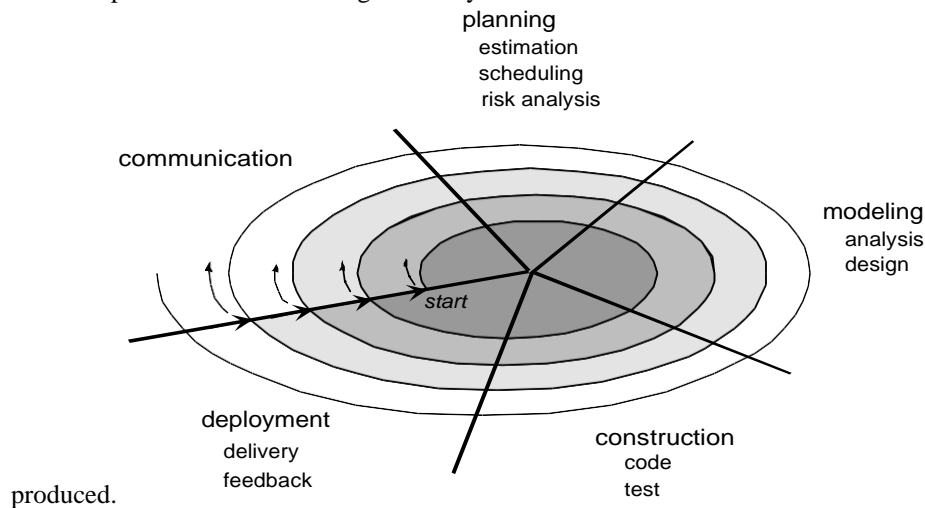 planning
estimation
scheduling
risk analysis
communication
modeling
analysis
design
start
deployment
delivery
feedback
construction
code
test
produced.